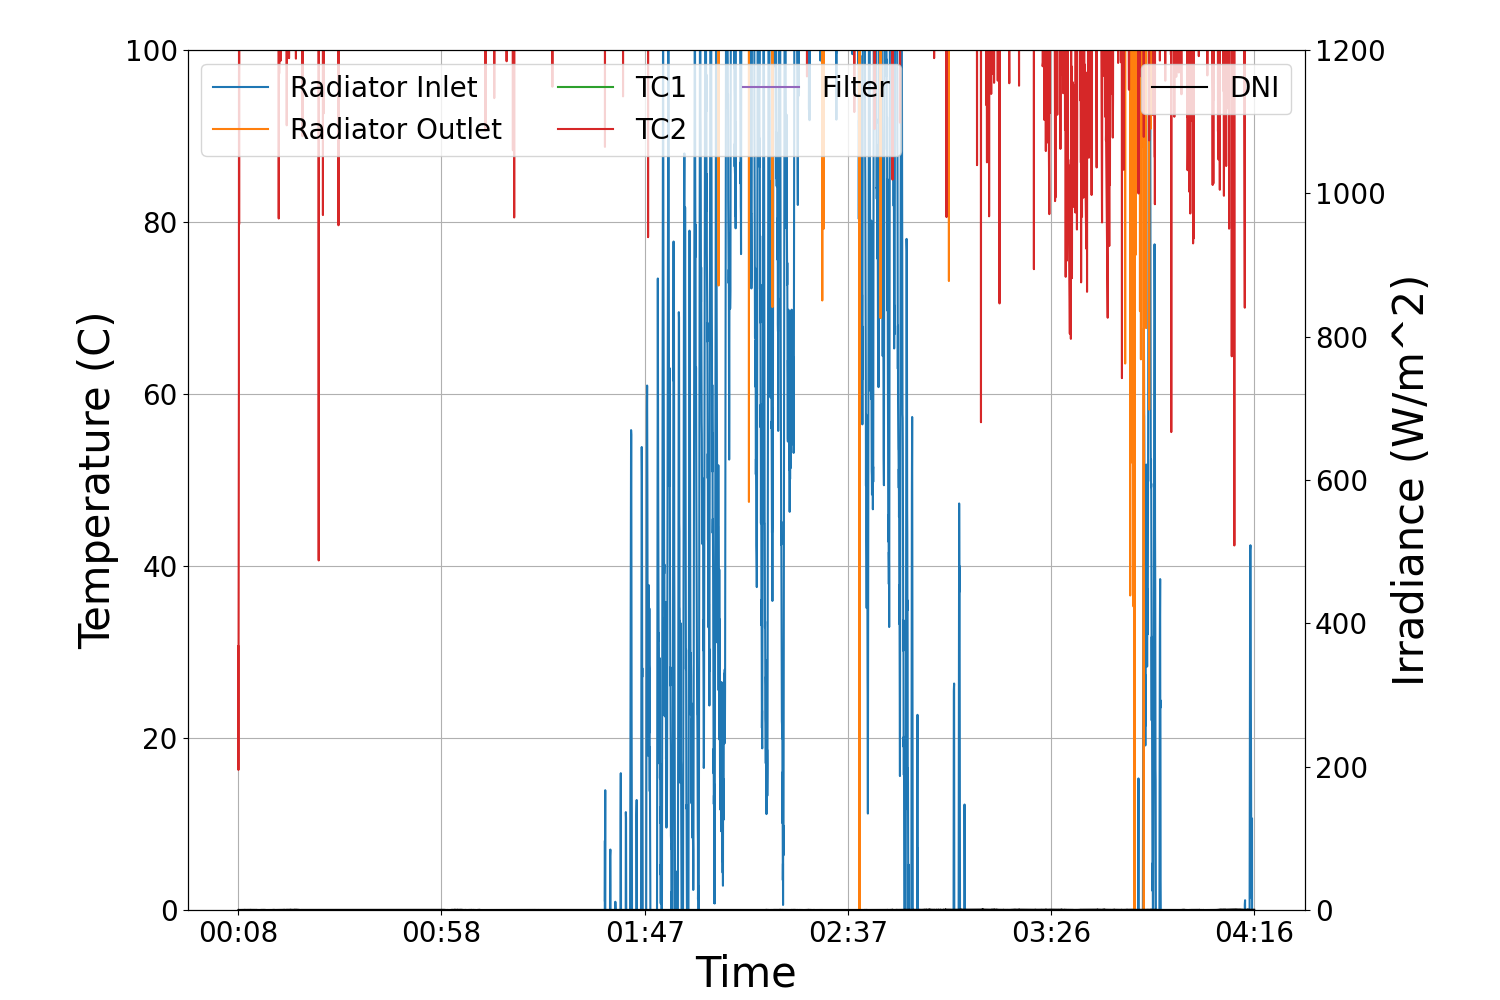 Radiator Inlet
Radiator Outlet
TC1
TC2
Filter
DNI
Temperature (C)
100
80
60
40
20
0
Irradiance (W/m^2)
1200
1000
800
600
400
200
0
00:08 00:58 01:47 02:37 03:26 04:16
Time